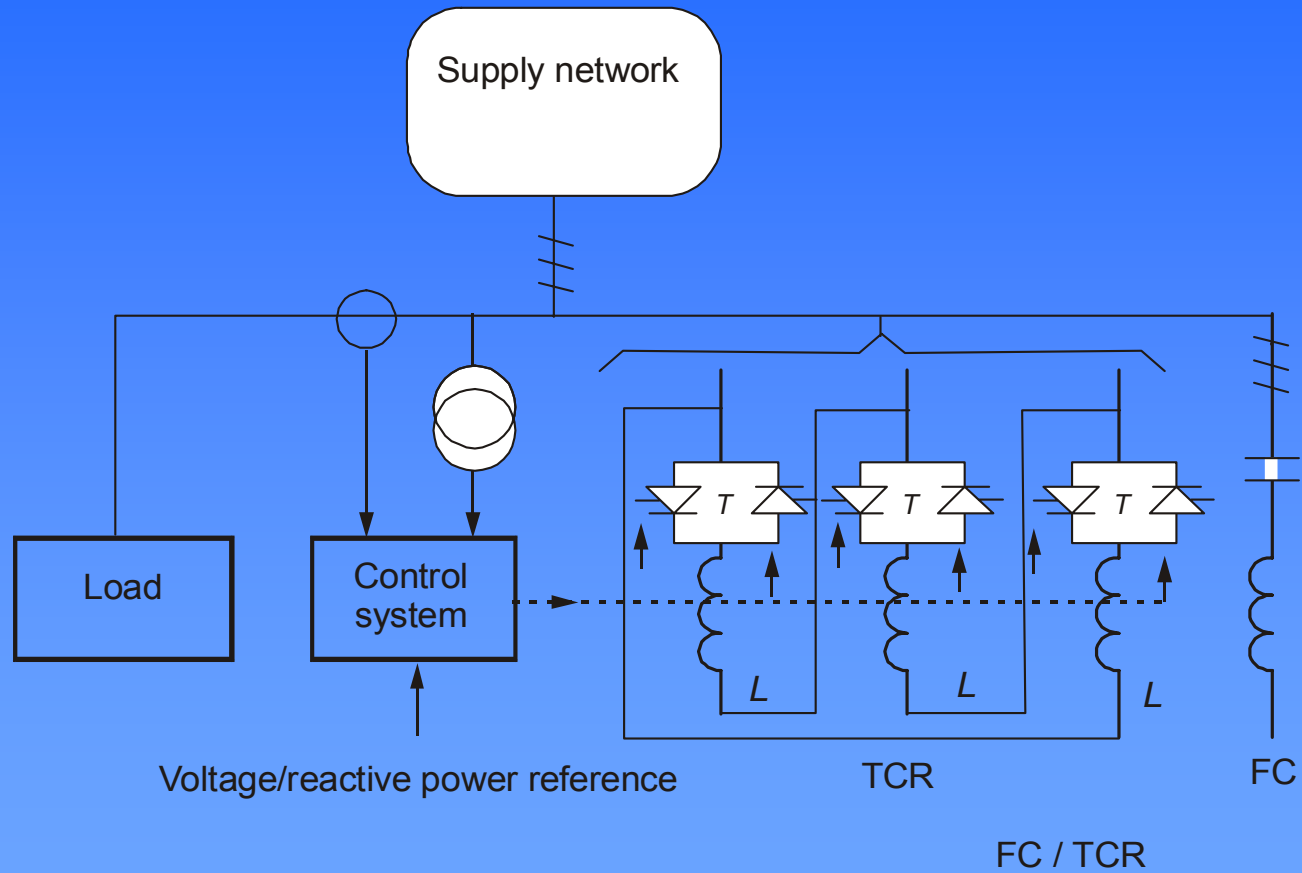 Supply network
T
T
T
Load
Control
system
L
L
L
Voltage/reactive power reference
TCR
FC
FC / TCR